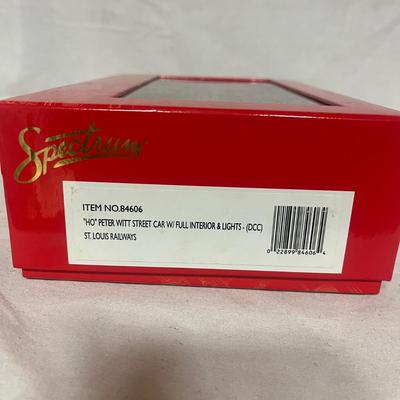 Spectrum
ITEM NO.84606
"HO" PETER WITT STREET CAR W/ FULL INTERIOR & LIGHTS - (DCC)
ST. LOUIS RAILWAYS
0 22899 84606 4